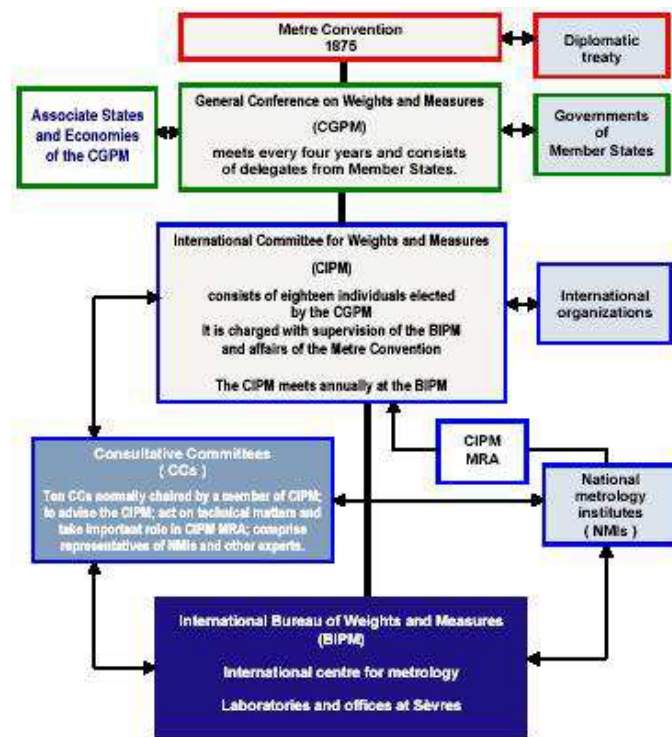 Metre Convention
1875
Diplomatic
treaty
Associate States
and Economies
of the CGPM
General Conference on Weights and Measures
(CGPM)
meets every four years and consists
of delegates from Member States.
Governments
of
Member States
International Committee for Weights and Measures
(CIPM)
consists of eighteen individuals elected
by the CGPM
It is charged with supervision of the BIPM
and affairs of the Metre Convention
The CIPM meets annually at the BIPM
International
organizations
CIPM
MRA
Consultative Committees
( CCs )
Ten CCs normally chaired by a member of CIPM;
to advise the CIPM; act on technical matters and
take important role in CIPM MRA; comprise
representatives of NMIs and other experts.
National
metrology
institutes
( NMIs )
International Bureau of Weights and Measures
(BIPM)
International centre for metrology
Laboratories and offices at Sèvres